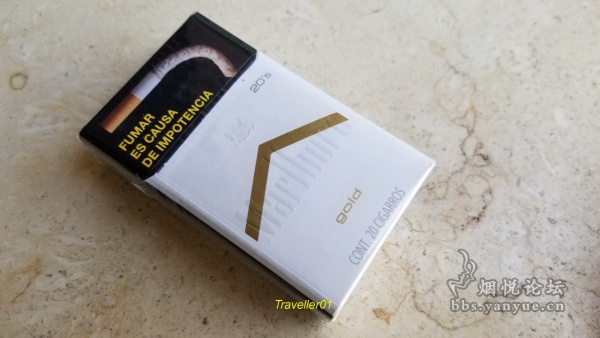 FUMAR
ES CAUSA
DE IMPOTENCIA
20's
Marlboro
gold
CONT. 20 CIGARROS
Traveller01
烟悦论坛
bbs.yanyue.cn